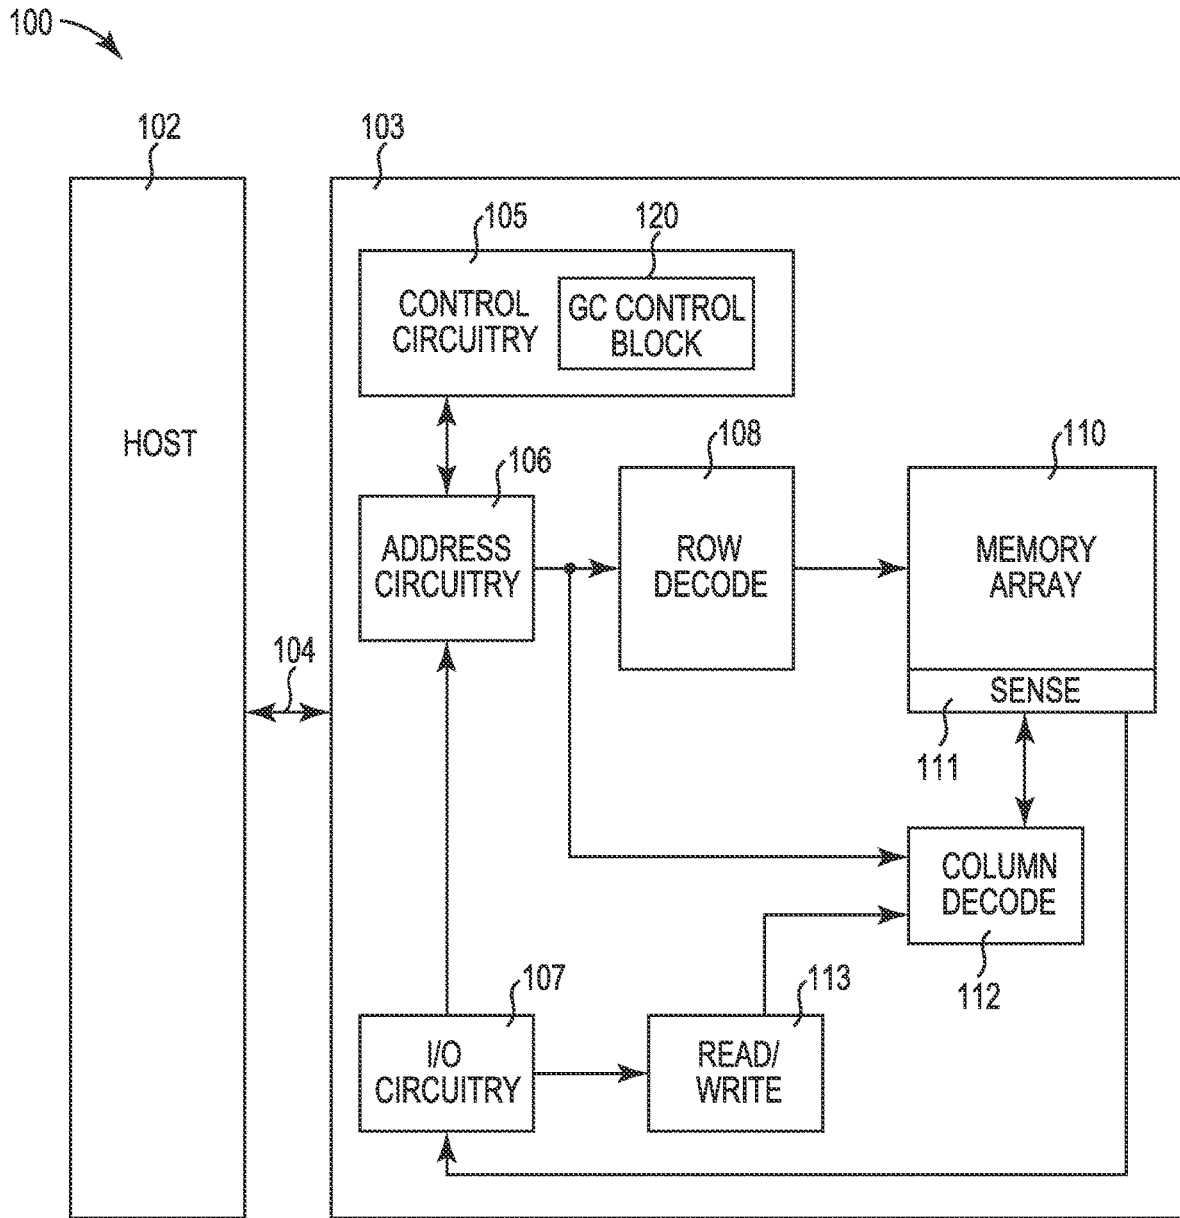 100
102
103
105
120
CONTROL
CIRCUITRY
GC CONTROL
BLOCK
HOST
106
108
110
ADDRESS
CIRCUITRY
ROW
DECODE
MEMORY
ARRAY
104
SENSE
111
COLUMN
DECODE
112
107
113
I/O
CIRCUITRY
READ/
WRITE